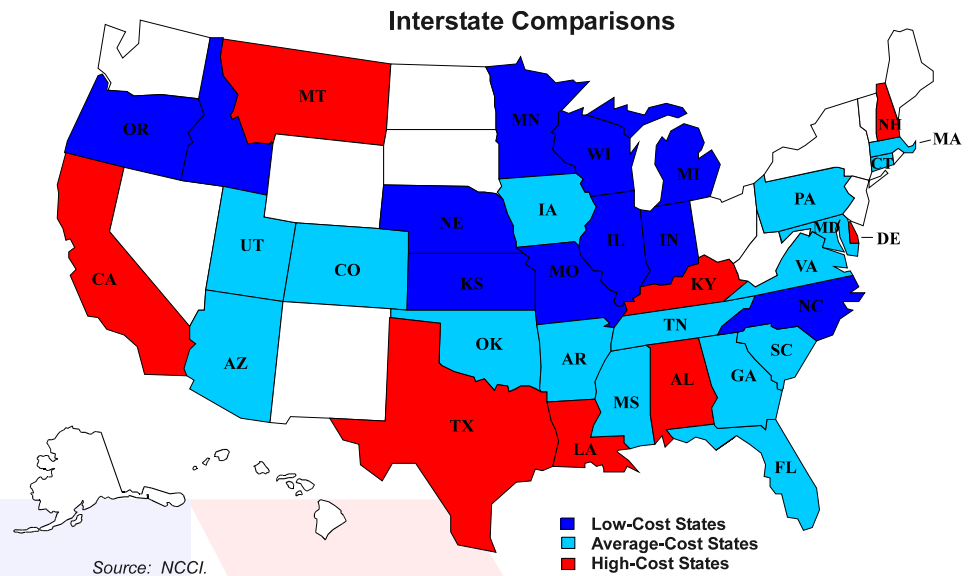 Interstate Comparisons
MT
OR
MN
WI
MI
NH
MA
CT
PA
NE
IA
IL
IN
MD
DE
UT
CO
KS
MO
KY
VA
CA
NC
TN
AZ
OK
AR
SC
MS
AL
GA
TX
LA
FL
Low-Cost States
Average-Cost States
High-Cost States
Source: NCCI.